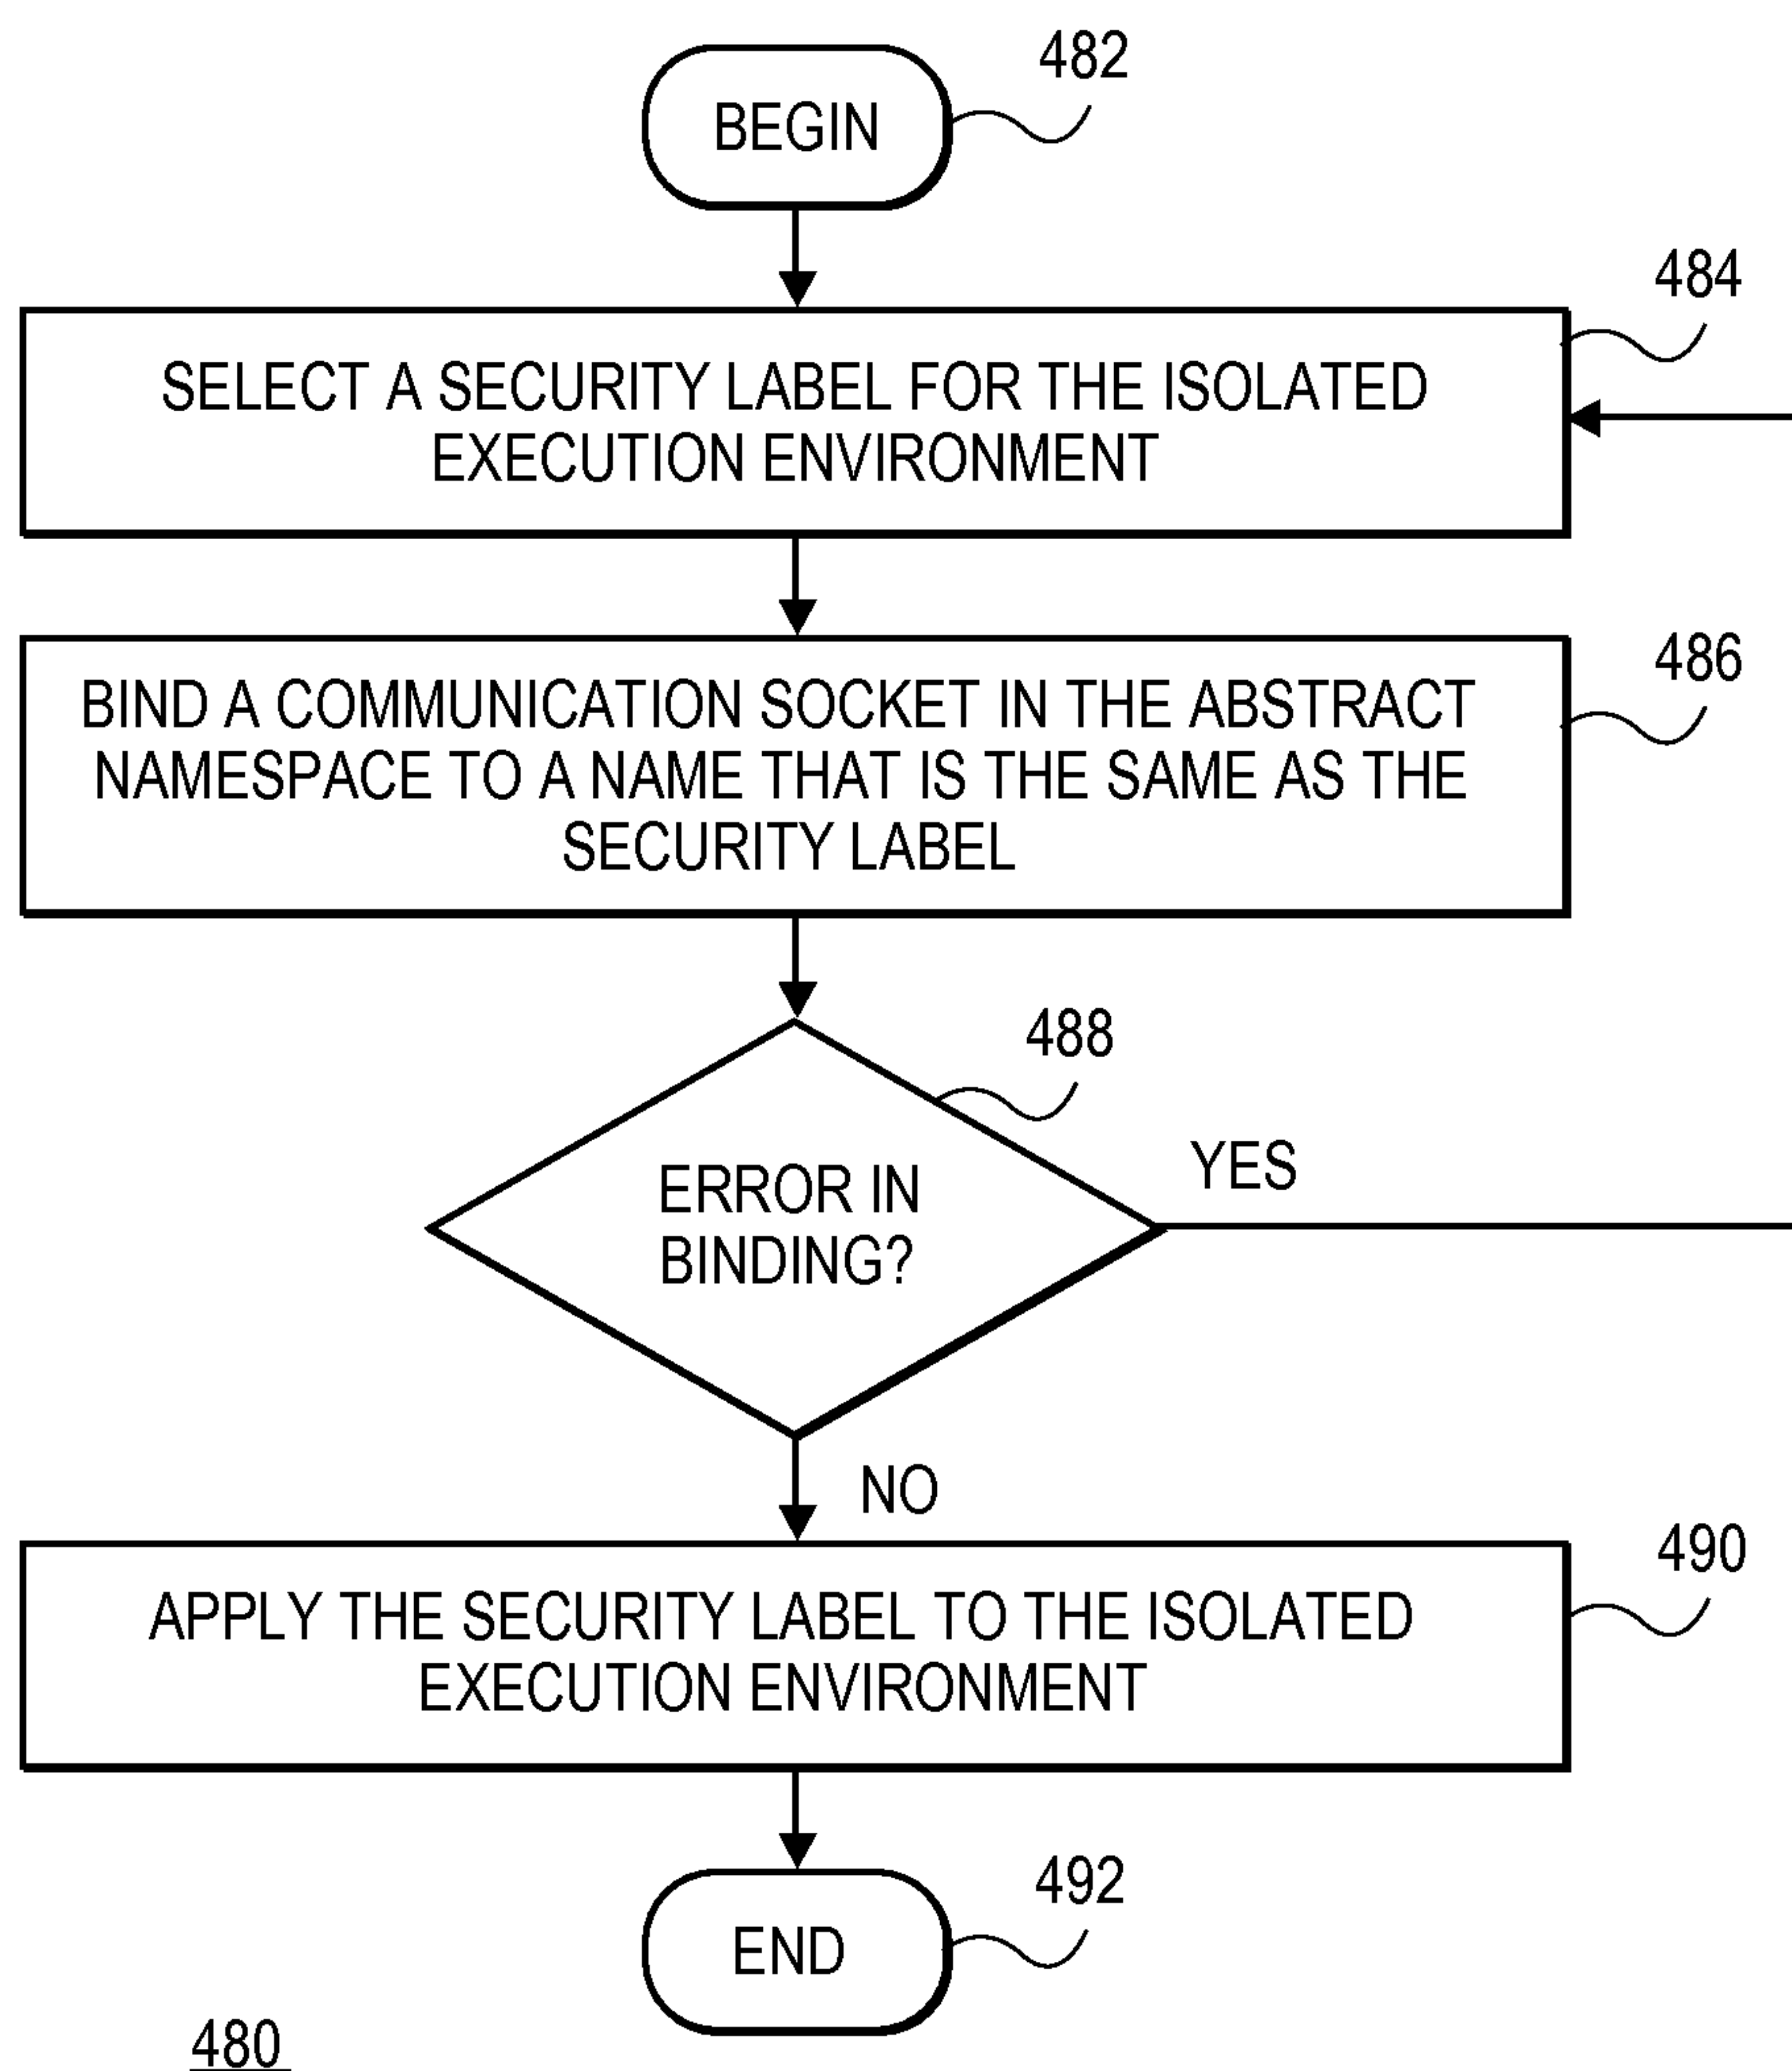 482
BEGIN
484
SELECT A SECURITY LABEL FOR THE ISOLATED
EXECUTION ENVIRONMENT
486
BIND A COMMUNICATION SOCKET IN THE ABSTRACT
NAMESPACE TO A NAME THAT IS THE SAME AS THE
SECURITY LABEL
488
ERROR IN
BINDING?
YES
NO
490
APPLY THE SECURITY LABEL TO THE ISOLATED
EXECUTION ENVIRONMENT
492
END
480